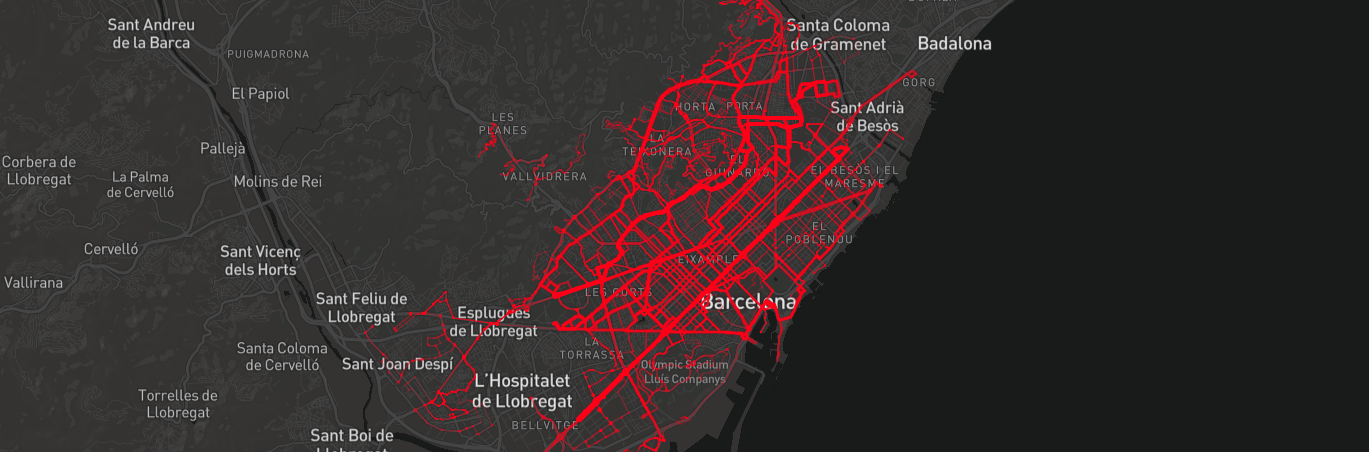 Sant Andreu
de la Barca
PUIGMADRONA
El Papiol
Santa Coloma
de Gramenet
Badalona
GORG
HORTA
PORTA
Sant Adrià
de Besòs
LES
PLANES
Pallejà
LA
TEIXONERA
Corbera de
Llobregat
La Palma
de Cervelló
Molins de Rei
VALLVIDRERA
EL
GUINARDÓ
EL BESÒS I EL
MARESME
EL
POBLENOU
Cervelló
Sant Vicenç
dels Horts
EIXAMPLE
Vallirana
Sant Feliu de
Llobregat
LES CORTS
Barcelona
Esplugues
de Llobregat
LA
TORRASSA
Santa Coloma
de Cervelló
Sant Joan Despí
Olympic Stadium
Lluís Companys
L'Hospitalet
de Llobregat
Torrelles de
Llobregat
BELLVITGE
Sant Boi de
Llobregat